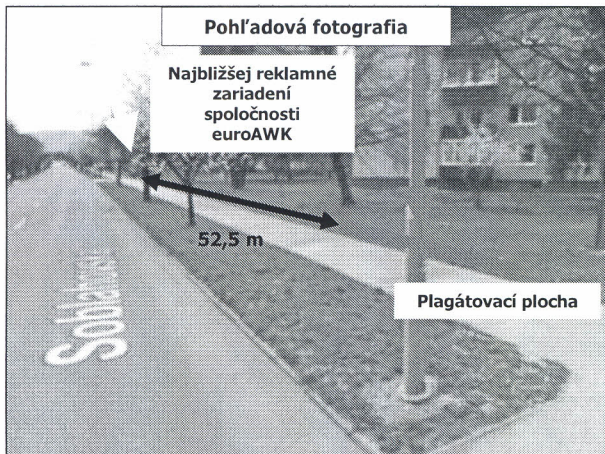 Pohľadová fotografia
Najbližšej reklamné
zariadení
spoločnosti
euroAWK
52,5 m
Plagátovací plocha